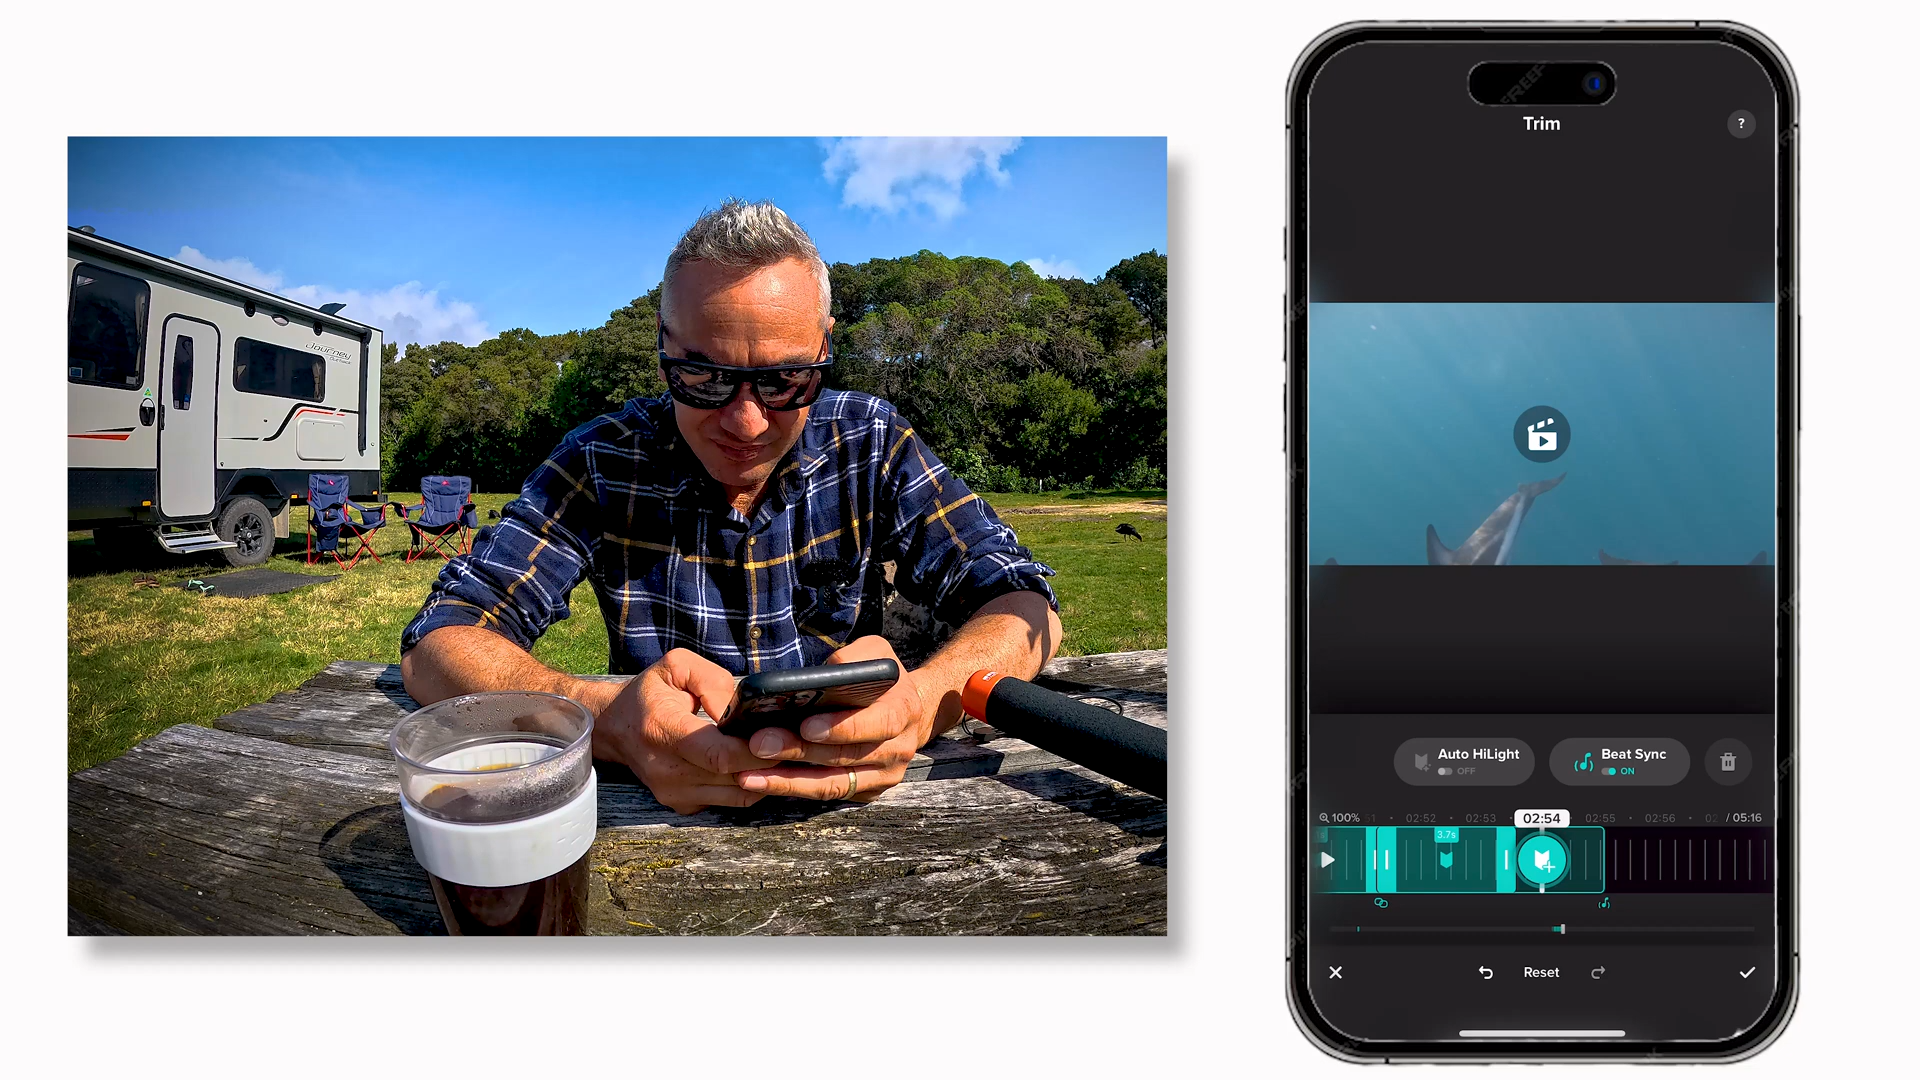 Journey
Outback
Trim
?
Auto HiLight
OFF
Beat Sync
ON
100%
02:52
02:53
02:54
02:55
02:56
/ 05:16
3.7s
Reset